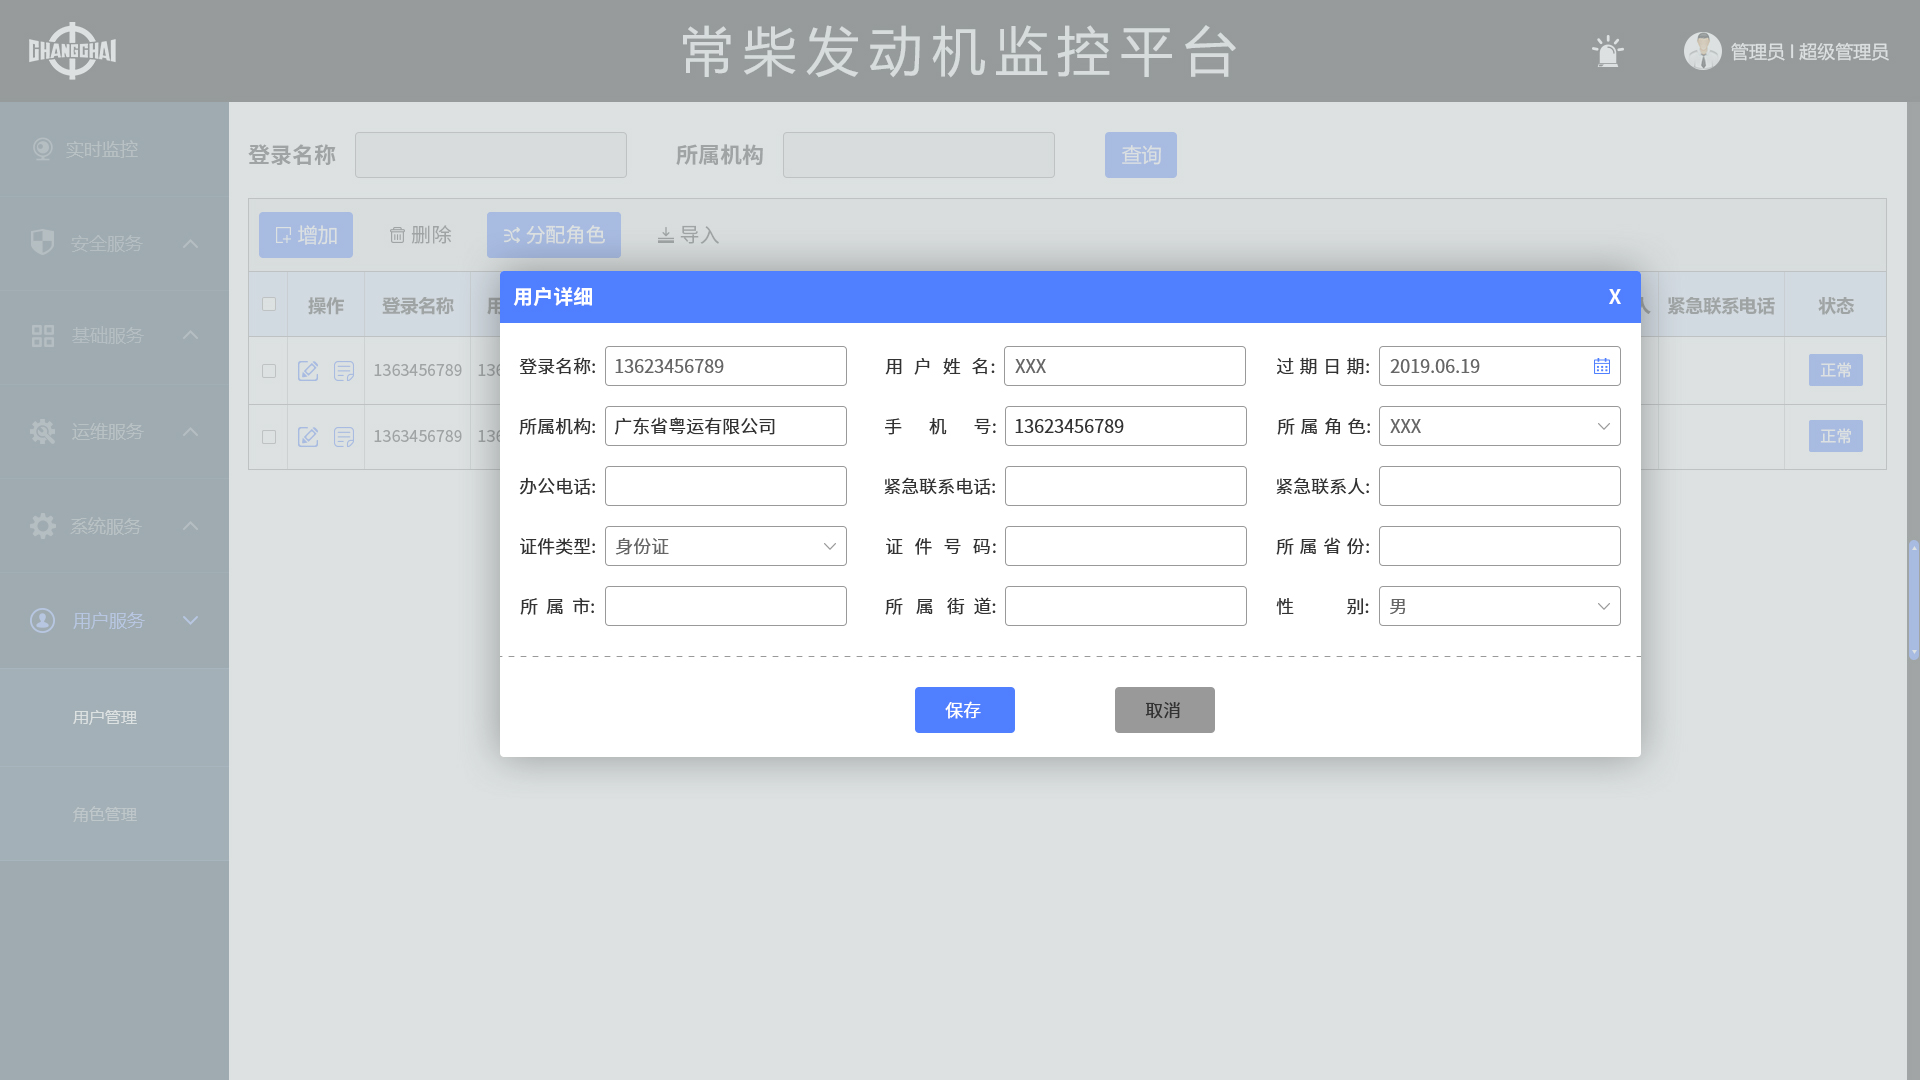 CHANGCHAI
常柴发动机监控平台
管理员 | 超级管理员
实时监控
安全服务
基础服务
运维服务
系统服务
用户服务
用户管理
角色管理
登录名称
所属机构
查询
增加 删除 分配角色 导入
操作 登录名称 用 人 紧急联系电话 状态
1363456789 136 正常
1363456789 136 正常
用户详细 X
登录名称: 13623456789 用户姓名: XXX 过期日期: 2019.06.19
所属机构: 广东省粤运有限公司 手机号: 13623456789 所属角色: XXX
办公电话: 紧急联系电话: 紧急联系人:
证件类型: 身份证 证件号码: 所属省份:
所属市: 所属街道: 性别: 男
保存 取消